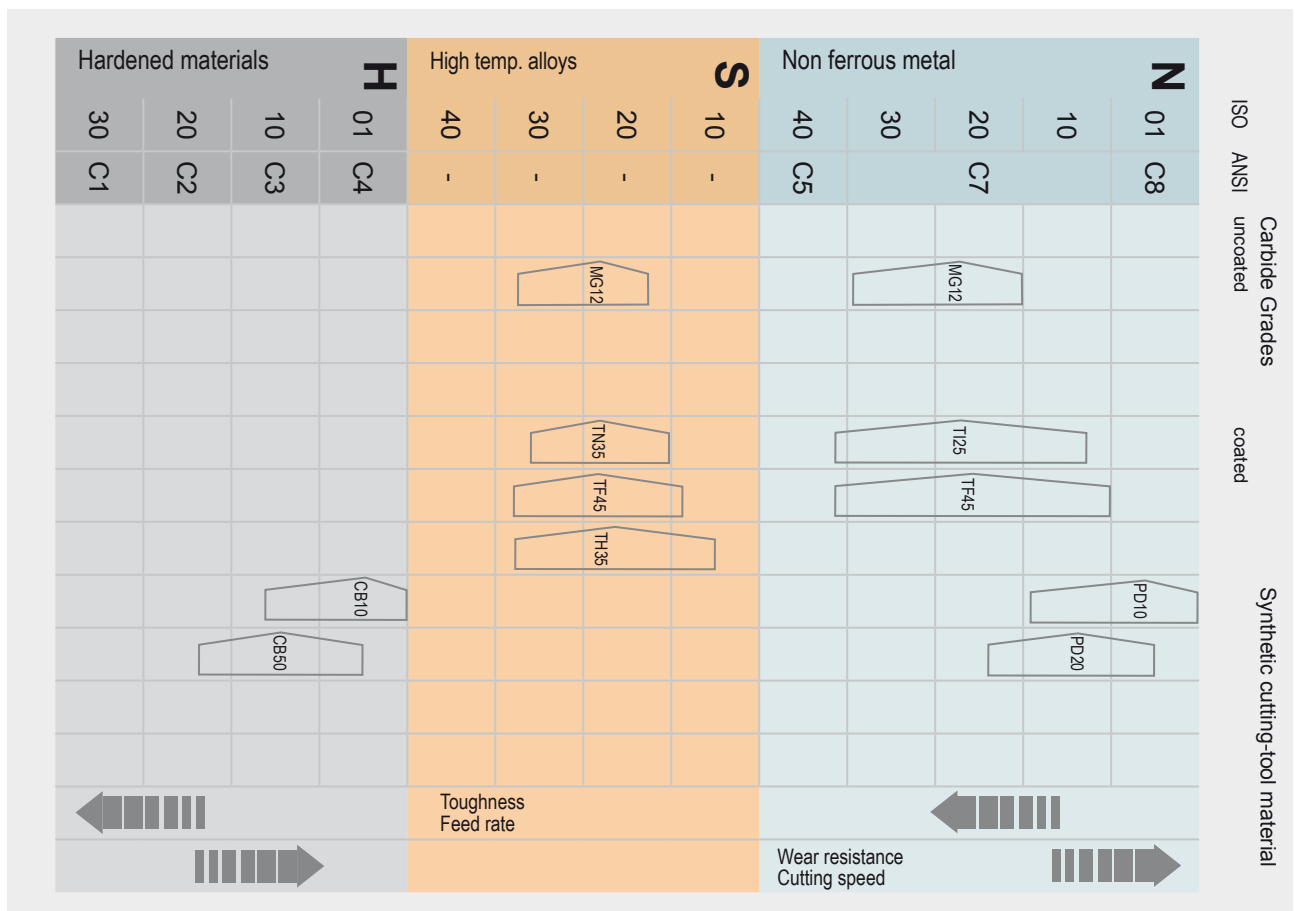 Hardened materials
H
High temp. alloys
S
Non ferrous metal
N
30
20
10
01
40
30
20
10
40
30
20
10
01
ISO
C1
C2
C3
C4
-
-
-
-
C5
C7
C8
ANSI
Carbide Grades
uncoated
MG12
MG12
coated
TN35
TI25
TF45
TF45
TH35
Synthetic cutting-tool material
CB10
PD10
CB50
PD20
Toughness
Feed rate
Wear resistance
Cutting speed